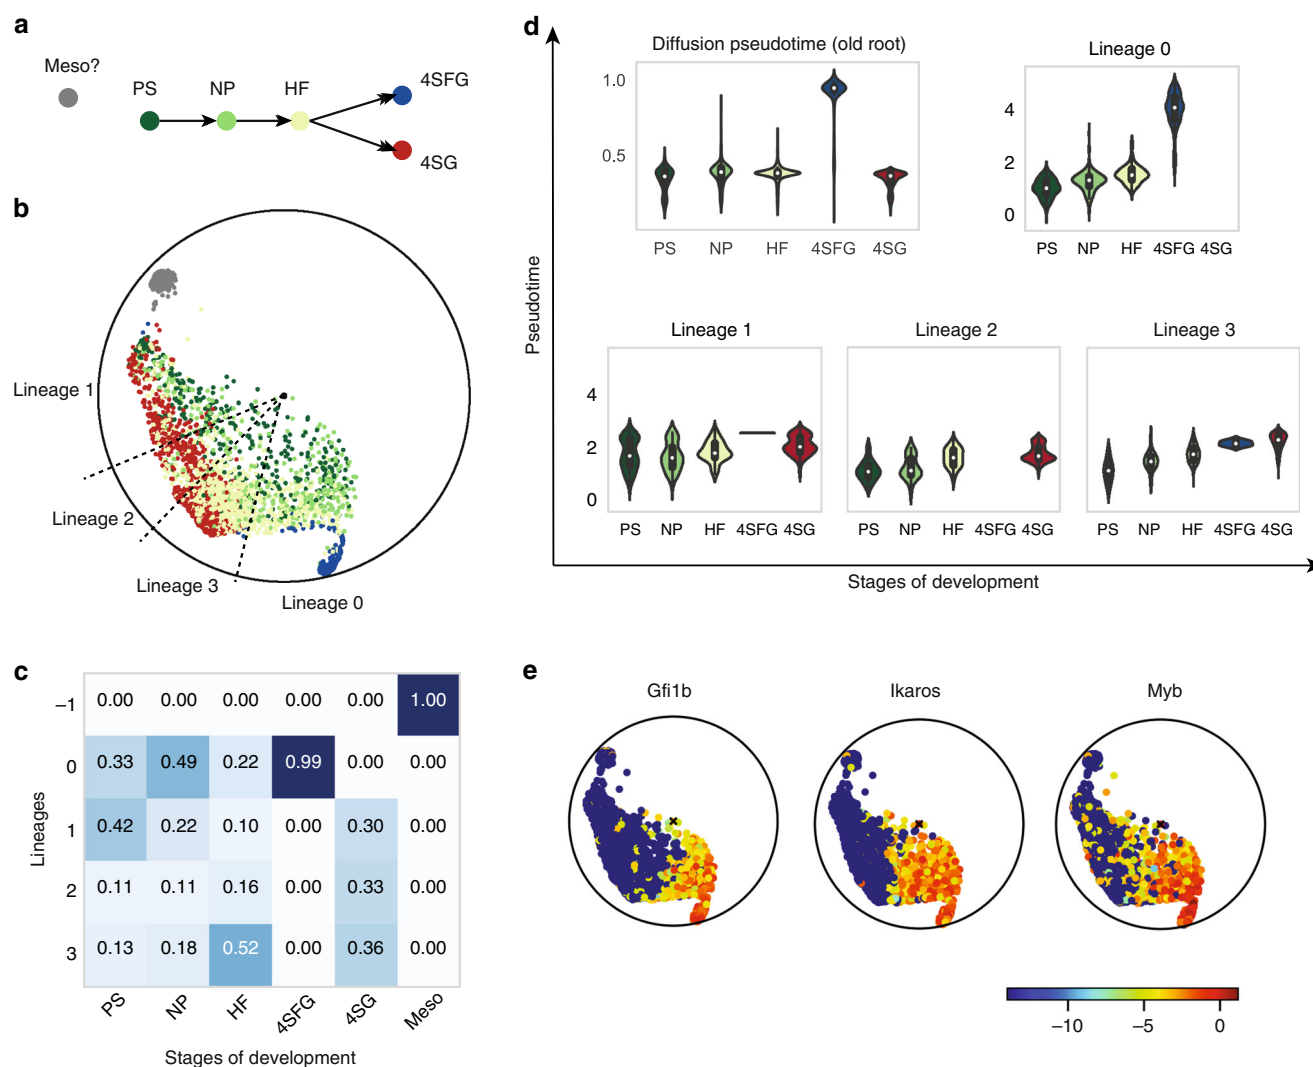 a
Meso?
PS
NP
HF
4SFG
4SG
b
Lineage 1
Lineage 2
Lineage 3
Lineage 0
c
Lineages
−1 0.00 0.00 0.00 0.00 0.00 1.00
0 0.33 0.49 0.22 0.99 0.00 0.00
1 0.42 0.22 0.10 0.00 0.30 0.00
2 0.11 0.11 0.16 0.00 0.33 0.00
3 0.13 0.18 0.52 0.00 0.36 0.00
PS NP HF 4SFG 4SG Meso
Stages of development
d
Pseudotime
Diffusion pseudotime (old root)
1.0
0.5
PS NP HF 4SFG 4SG
Lineage 0
4
2
0
PS NP HF 4SFG 4SG
Lineage 1
4
2
0
PS NP HF 4SFG 4SG
Lineage 2
PS NP HF 4SFG 4SG
Lineage 3
PS NP HF 4SFG 4SG
Stages of development
e
Gfi1b
Ikaros
Myb
−10 −5 0